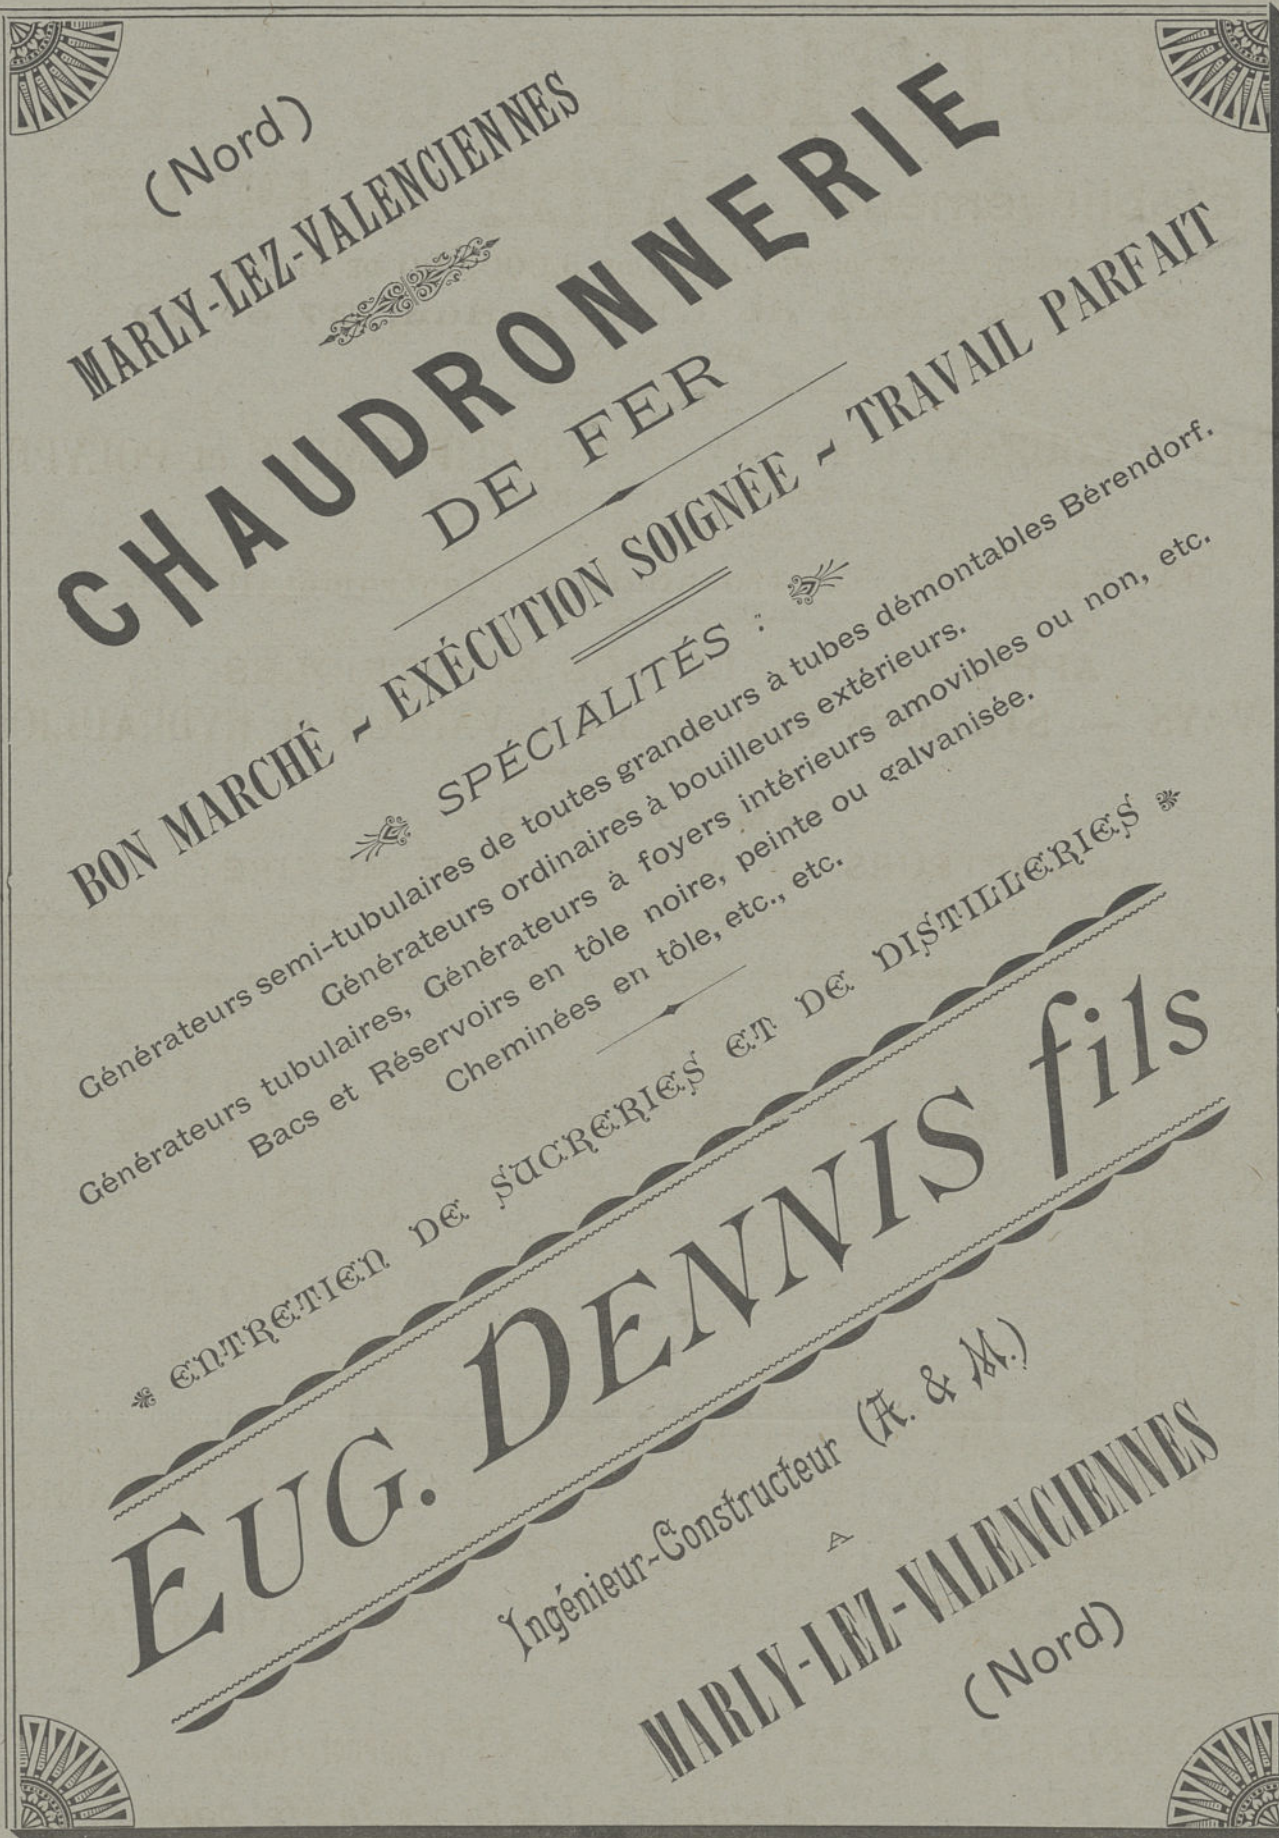 (Nord)
MARLY-LEZ-VALENCIENNES
CHAUDRONNERIE
DE FER
BON MARCHÉ ~ EXÉCUTION SOIGNÉE ~ TRAVAIL PARFAIT
SPÉCIALITÉS :
Générateurs semi-tubulaires de toutes grandeurs à tubes démontables Bérendorf.
Générateurs ordinaires à bouilleurs extérieurs.
Générateurs tubulaires, Générateurs à foyers intérieurs amovibles ou non, etc.
Bacs et Réservoirs en tôle noire, peinte ou galvanisée.
Cheminées en tôle, etc., etc.
ENTRETIEN DE SUCRERIES ET DE DISTILLERIES
EUG. DENNIS fils
Ingénieur-Constructeur (A. & M.)
A
MARLY-LEZ-VALENCIENNES
(Nord)